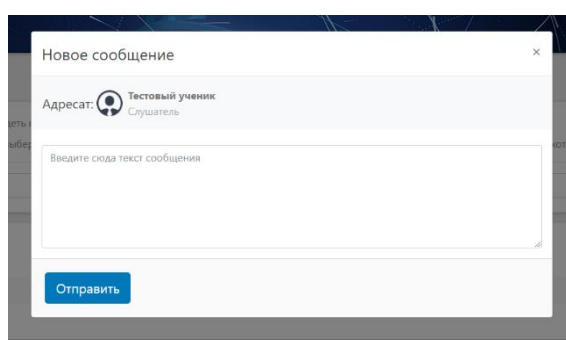 Новое сообщение
×
Адресат: Тестовый ученик
Слушатель
Введите сюда текст сообщения
Отправить